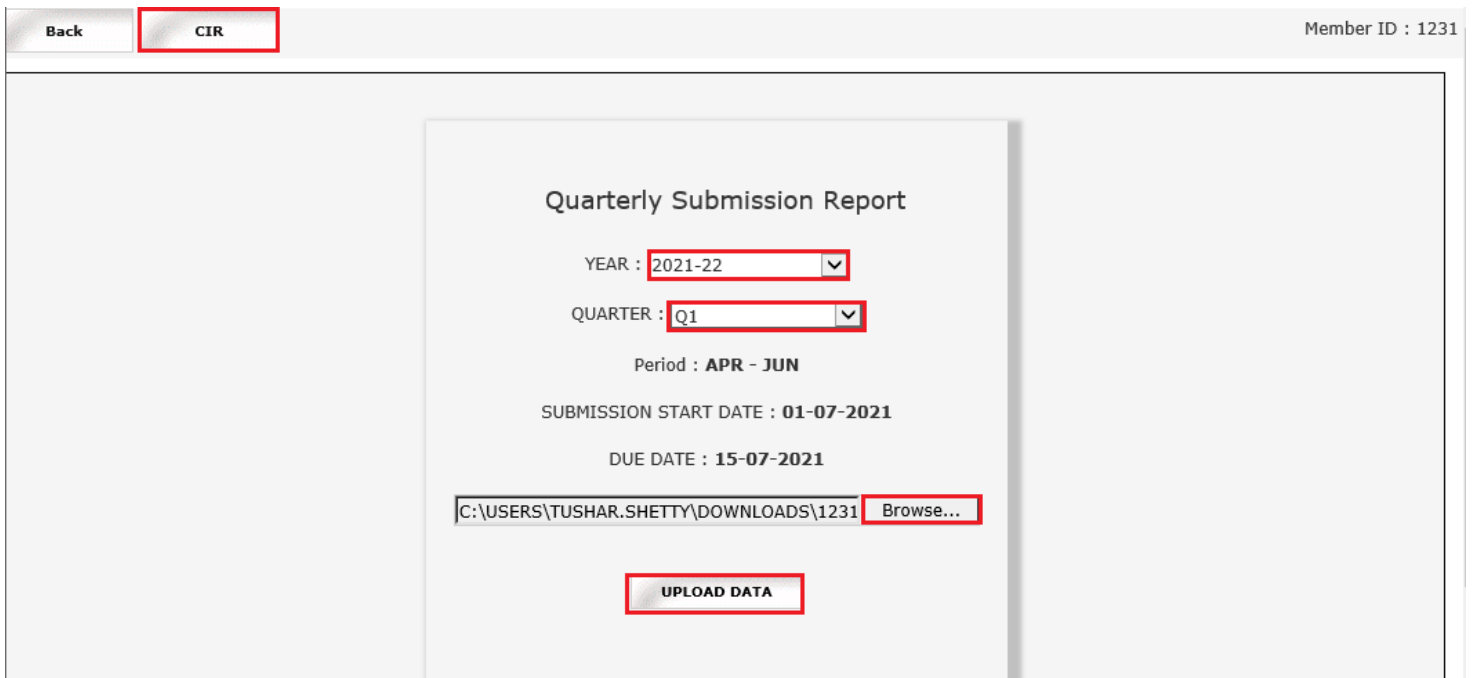 Back CIR Member ID : 1231
Quarterly Submission Report
YEAR : 2021-22
QUARTER : Q1
Period : APR - JUN
SUBMISSION START DATE : 01-07-2021
DUE DATE : 15-07-2021
C:\USERS\TUSHAR.SHETTY\DOWNLOADS\1231 Browse...
UPLOAD DATA